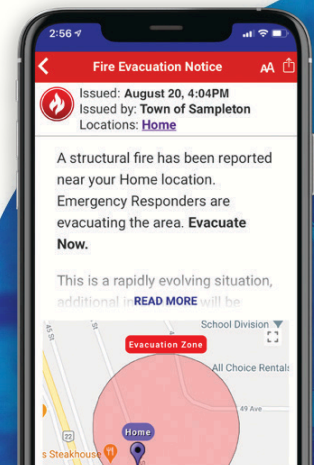 2:56
Fire Evacuation Notice AA
Issued: August 20, 4:04PM
Issued by: Town of Sampleton
Locations: Home
A structural fire has been reported
near your Home location.
Emergency Responders are
evacuating the area. Evacuate
Now.
This is a rapidly evolving situation,
additional READ MORE will be
School Division
Evacuation Zone
All Choice Rentals
49 Ave
Home
22
s Steakhouse